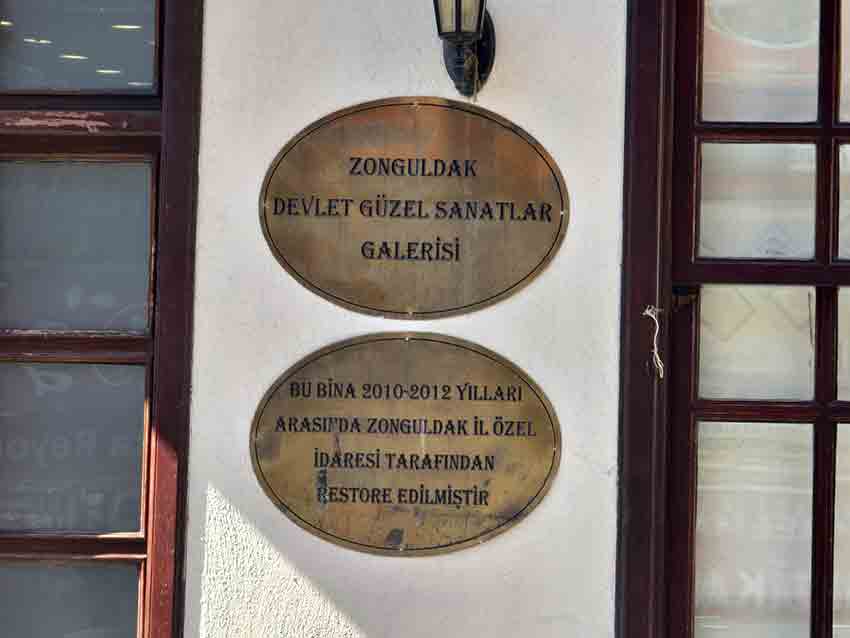 ZONGULDAK
DEVLET GÜZEL SANATLAR
GALERİSİ
BU BİNA 2010-2012 YILLARI
ARASINDA ZONGULDAK İL ÖZEL
İDARESİ TARAFINDAN
RESTORE EDİLMİŞTİR